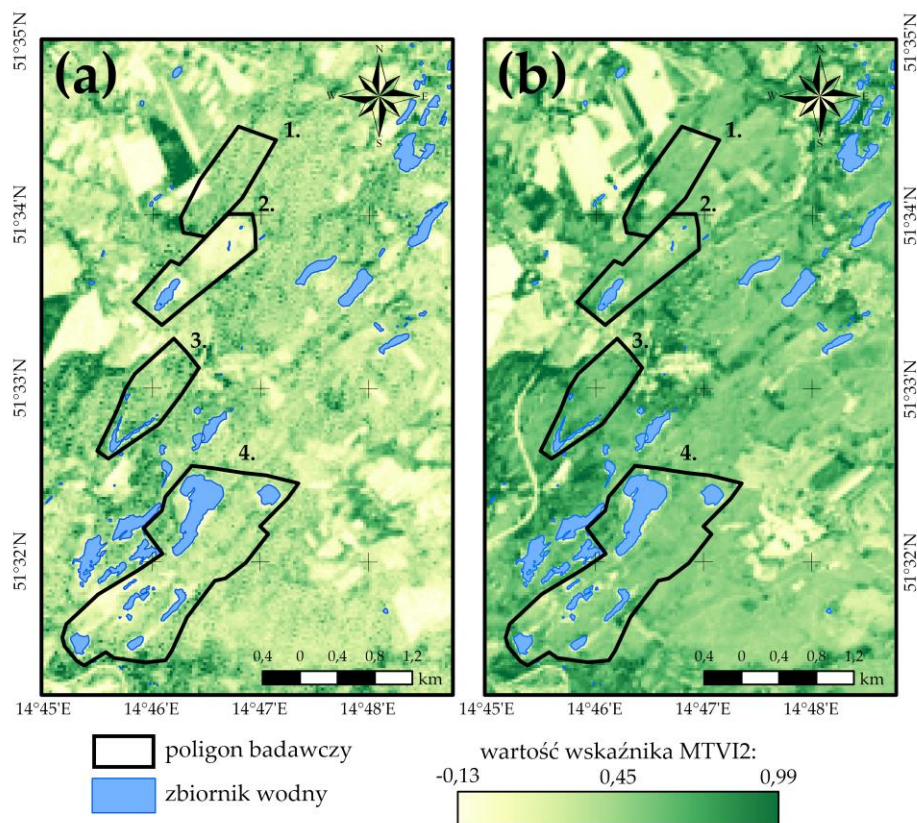 51°35'N
(a)
N
W E
S
1.
51°34'N
2.
3.
51°33'N
4.
51°32'N
0,4 0 0,4 0,8 1,2
km
14°45'E 14°46'E 14°47'E 14°48'E
(b)
N
W E
S
51°35'N
1.
51°34'N
2.
3.
51°33'N
4.
51°32'N
0,4 0 0,4 0,8 1,2
km
14°45'E 14°46'E 14°47'E 14°48'E
poligon badawczy
zbiornik wodny
wartość wskaźnika MTVI2:
-0,13 0,45 0,99